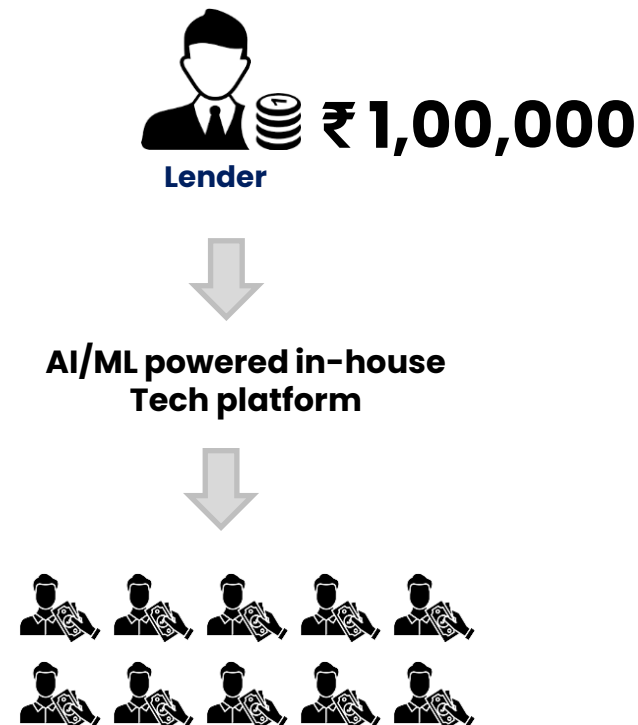 ₹ 1,00,000
Lender
AI/ML powered in-house
Tech platform